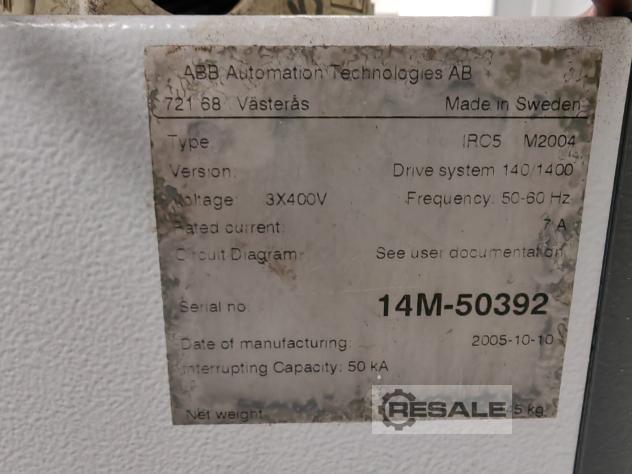 ABB Automation Technologies AB
721 68 Västerås Made in Sweden
Type: IRC5 M2004
Version: Drive system 140/1400
Voltage: 3X400V Frequency: 50-60 Hz
Rated current: 7 A
Circuit Diagram: See user documentation
Serial no: 14M-50392
Date of manufacturing: 2005-10-10
Interrupting Capacity: 50 kA
Net weight kg
RESALE